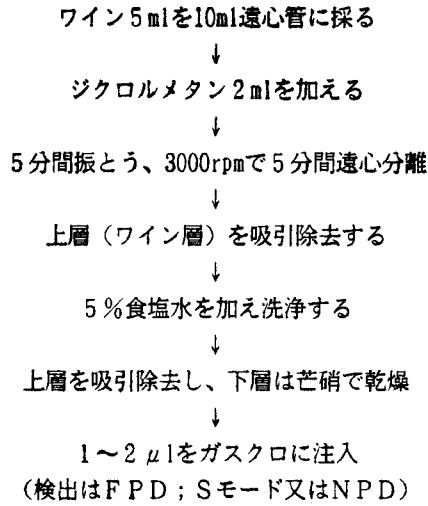 ワイン5mlを10ml遠心管に採る
↓
ジクロルメタン2mlを加える
↓
5分間振とう、3000rpmで5分間遠心分離
↓
上層（ワイン層）を吸引除去する
↓
5％食塩水を加え洗浄する
↓
上層を吸引除去し、下層は芒硝で乾燥
↓
1～2μlをガスクロに注入
（検出はＦＰＤ；Ｓモード又はＮＰＤ）